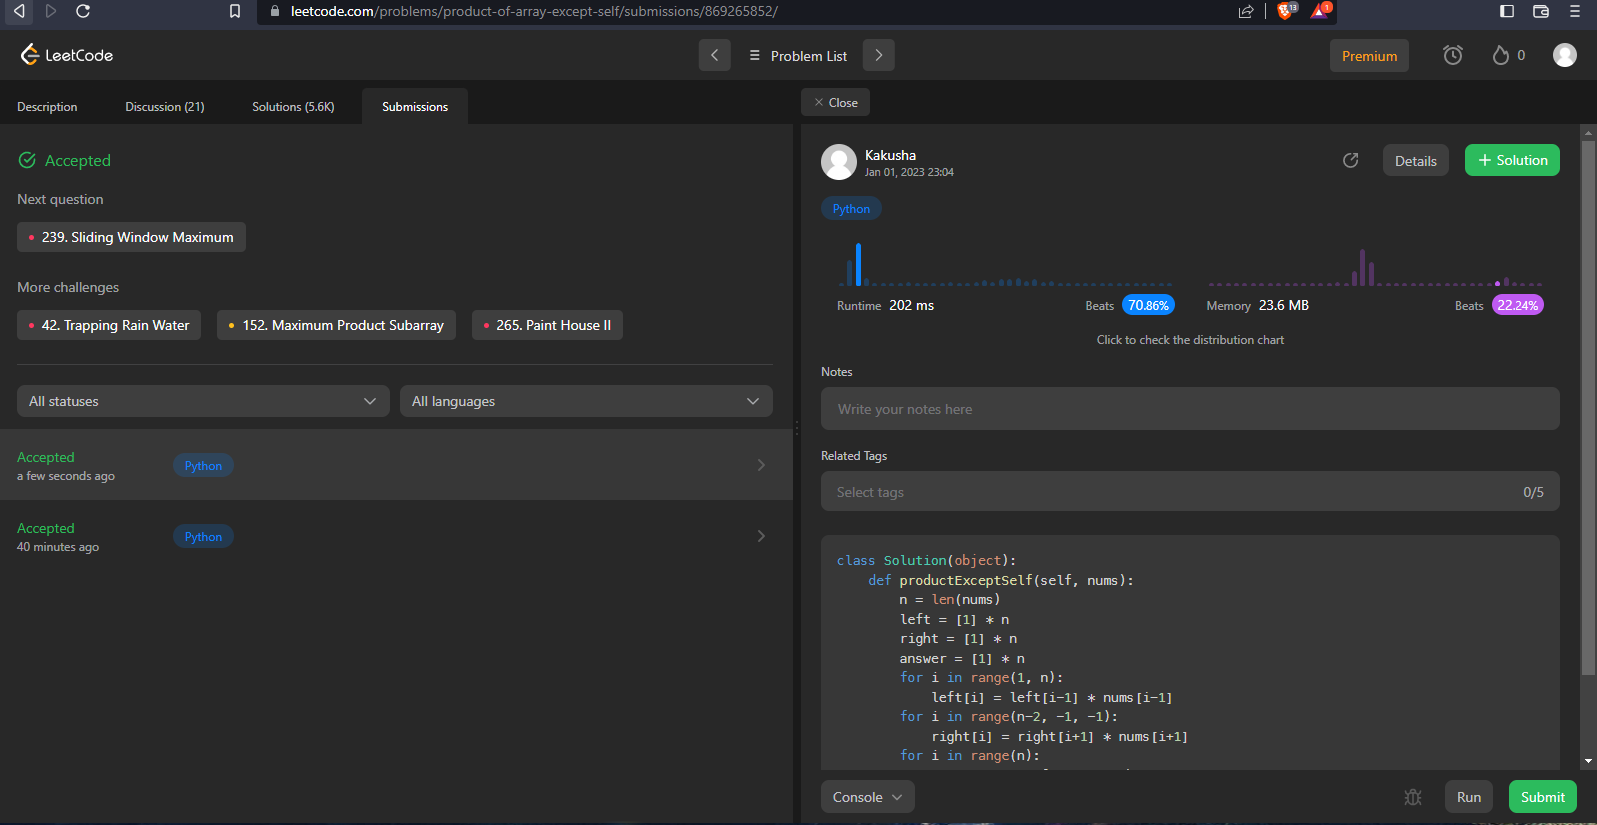 leetcode.com/problems/product-of-array-except-self/submissions/869265852/
13
1
LeetCode
Problem List
Premium
0
Description
Discussion (21)
Solutions (5.6K)
Submissions
Close
Accepted
Next question
239. Sliding Window Maximum
More challenges
42. Trapping Rain Water
152. Maximum Product Subarray
265. Paint House II
All statuses
All languages
Accepted
a few seconds ago
Python
Accepted
40 minutes ago
Python
Kakusha
Jan 01, 2023 23:04
Details
+ Solution
Python
Runtime 202 ms
Beats 70.86%
Memory 23.6 MB
Beats 22.24%
Click to check the distribution chart
Notes
Write your notes here
Related Tags
Select tags
0/5
class Solution(object):
    def productExceptSelf(self, nums):
        n = len(nums)
        left = [1] * n
        right = [1] * n
        answer = [1] * n
        for i in range(1, n):
            left[i] = left[i-1] * nums[i-1]
        for i in range(n-2, -1, -1):
            right[i] = right[i+1] * nums[i+1]
        for i in range(n):
Console
Run
Submit